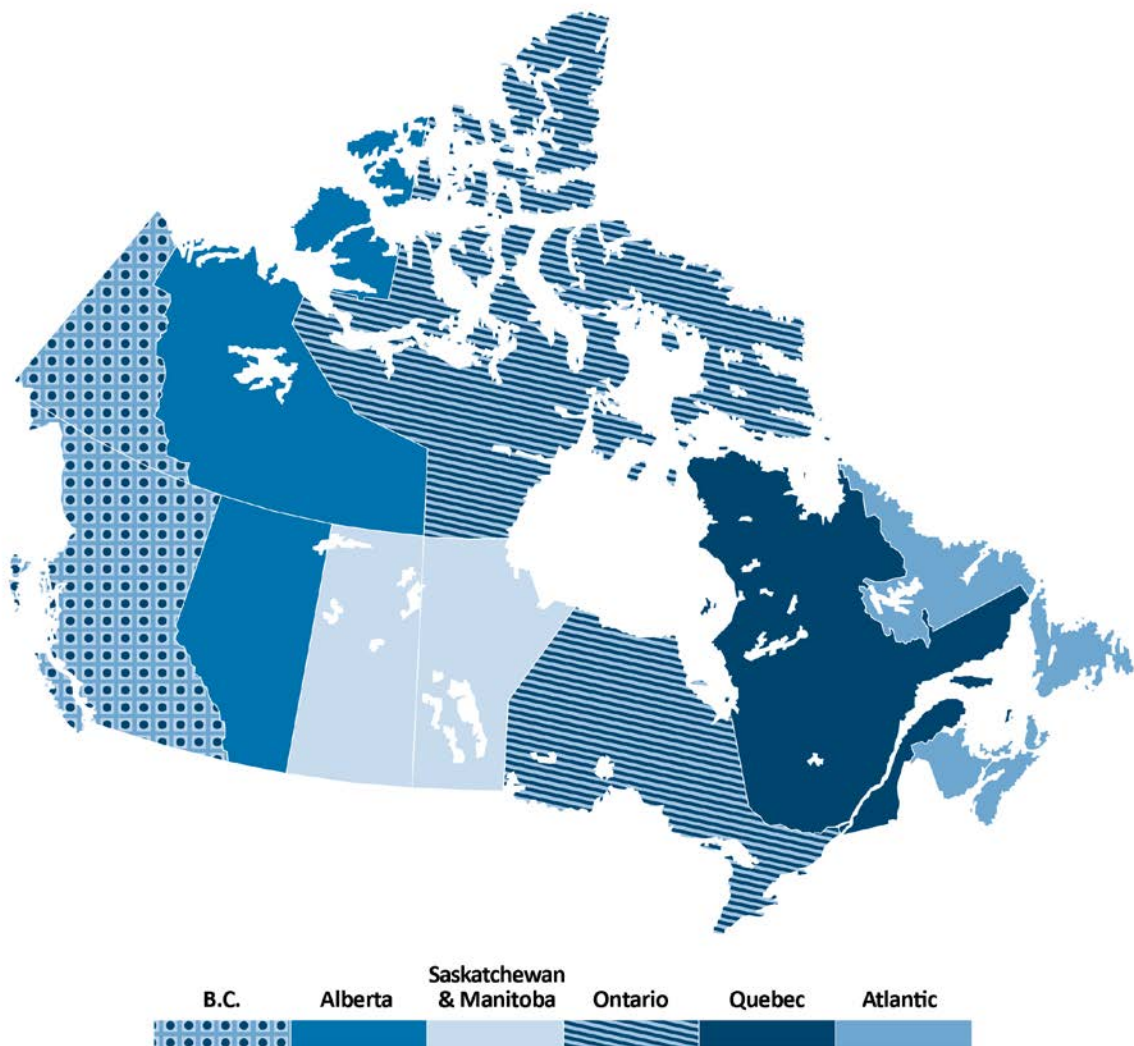 B.C.
Alberta
Saskatchewan
& Manitoba
Ontario
Quebec
Atlantic